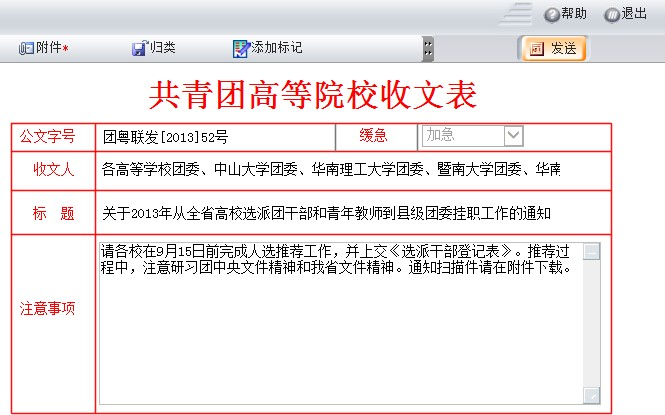 帮助 退出
附件* 归类 添加标记 发送
共青团高等院校收文表
公文字号 团粤联发[2013]52号 缓急 加急
收文人 各高等学校团委、中山大学团委、华南理工大学团委、暨南大学团委、华南
标 题 关于2013年从全省高校选派团干部和青年教师到县级团委挂职工作的通知
注意事项
请各校在9月15日前完成人选推荐工作，并上交《选派干部登记表》。推荐过
程中，注意研习团中央文件精神和我省文件精神。通知扫描件请在附件下载。